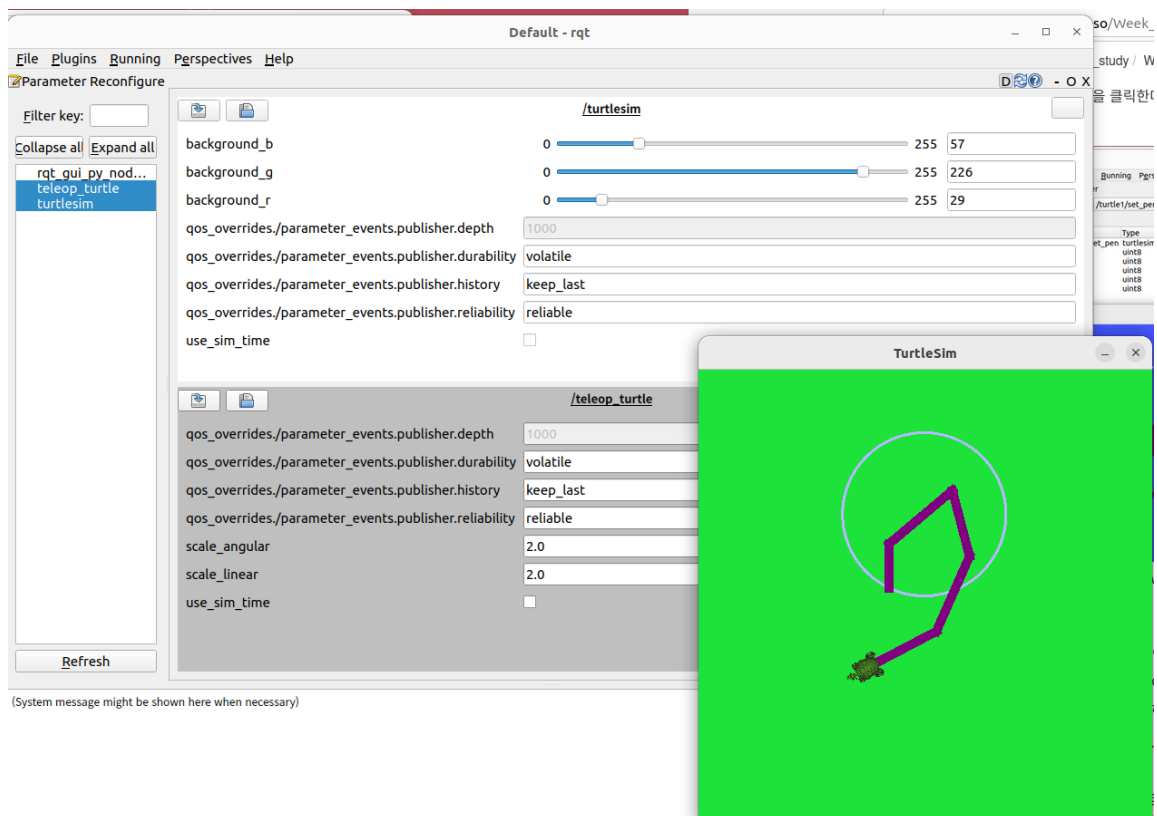 Default - rqt
File Plugins Running Perspectives Help
Parameter Reconfigure
D - O X
Filter key:
Collapse all Expand all
rqt_gui_py_nod...
teleop_turtle
turtlesim
Refresh
/turtlesim
background_b 0 255 57
background_g 0 255 226
background_r 0 255 29
qos_overrides./parameter_events.publisher.depth 1000
qos_overrides./parameter_events.publisher.durability volatile
qos_overrides./parameter_events.publisher.history keep_last
qos_overrides./parameter_events.publisher.reliability reliable
use_sim_time
/teleop_turtle
qos_overrides./parameter_events.publisher.depth 1000
qos_overrides./parameter_events.publisher.durability volatile
qos_overrides./parameter_events.publisher.history keep_last
qos_overrides./parameter_events.publisher.reliability reliable
scale_angular 2.0
scale_linear 2.0
use_sim_time
(System message might be shown here when necessary)
TurtleSim
so/Week_
_study / W
을 클릭한다
Running Pers
/turtle1/set_pen
Type
et_pen turtlesim
uint8
uint8
uint8
uint8
uint8